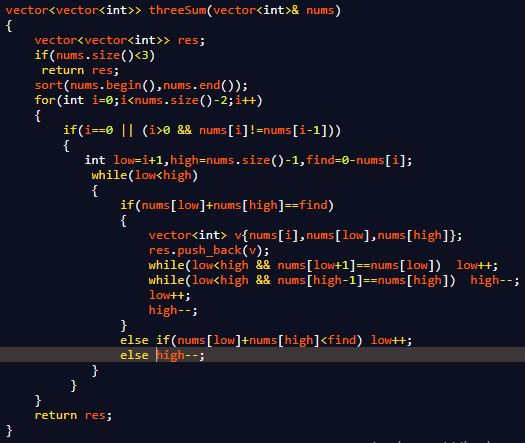 vector<vector<int>> threeSum(vector<int>& nums)
{
    vector<vector<int>> res;
    if(nums.size()<3)
     return res;
    sort(nums.begin(),nums.end());
    for(int i=0;i<nums.size()-2;i++)
    {
        if(i==0 || (i>0 && nums[i]!=nums[i-1]))
        {
           int low=i+1,high=nums.size()-1,find=0-nums[i];
            while(low<high)
            {
                if(nums[low]+nums[high]==find)
                {
                    vector<int> v{nums[i],nums[low],nums[high]};
                    res.push_back(v);
                    while(low<high && nums[low+1]==nums[low])  low++;
                    while(low<high && nums[high-1]==nums[high])  high--;
                    low++;
                    high--;
                }
                else if(nums[low]+nums[high]<find) low++;
                else high--;
            }
         }
    }
    return res;
}